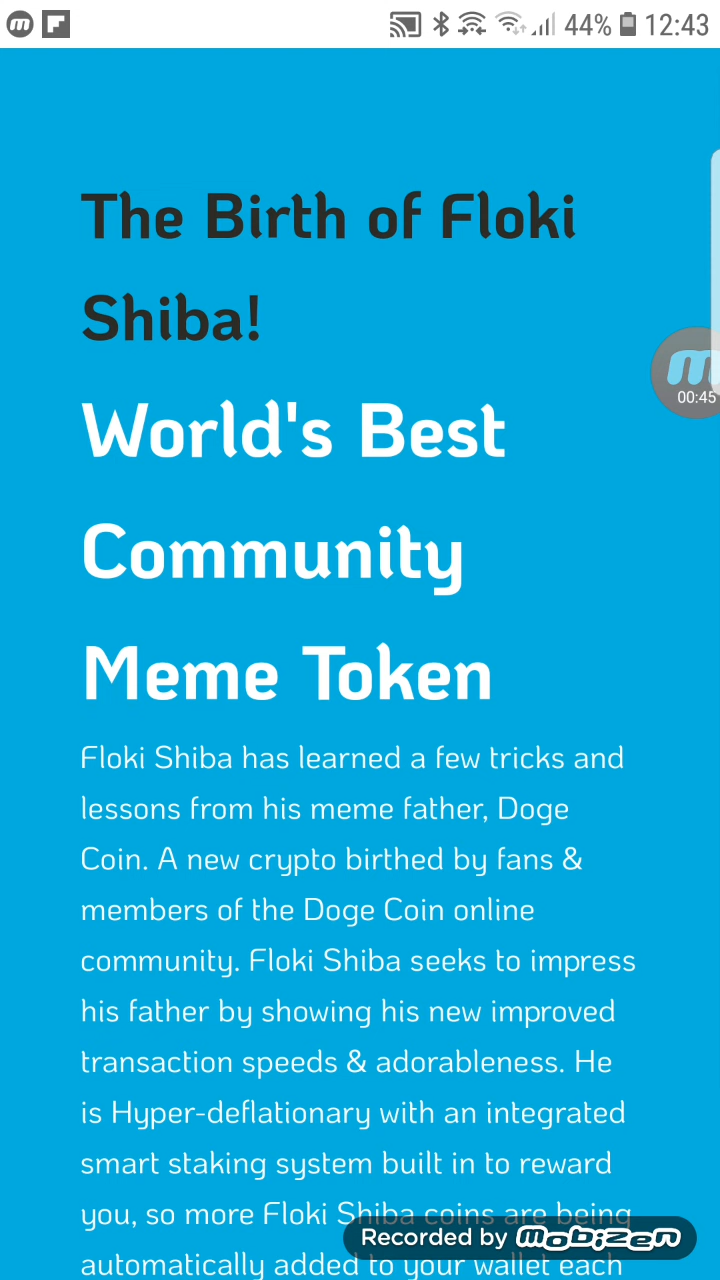 44% 12:43
The Birth of Floki
Shiba!
00:45
World's Best
Community
Meme Token
Floki Shiba has learned a few tricks and
lessons from his meme father, Doge
Coin. A new crypto birthed by fans &
members of the Doge Coin online
community. Floki Shiba seeks to impress
his father by showing his new improved
transaction speeds & adorableness. He
is Hyper-deflationary with an integrated
smart staking system built in to reward
you, so more Floki Shiba coins are being
Recorded by mobizen
automatically added to your wallet each